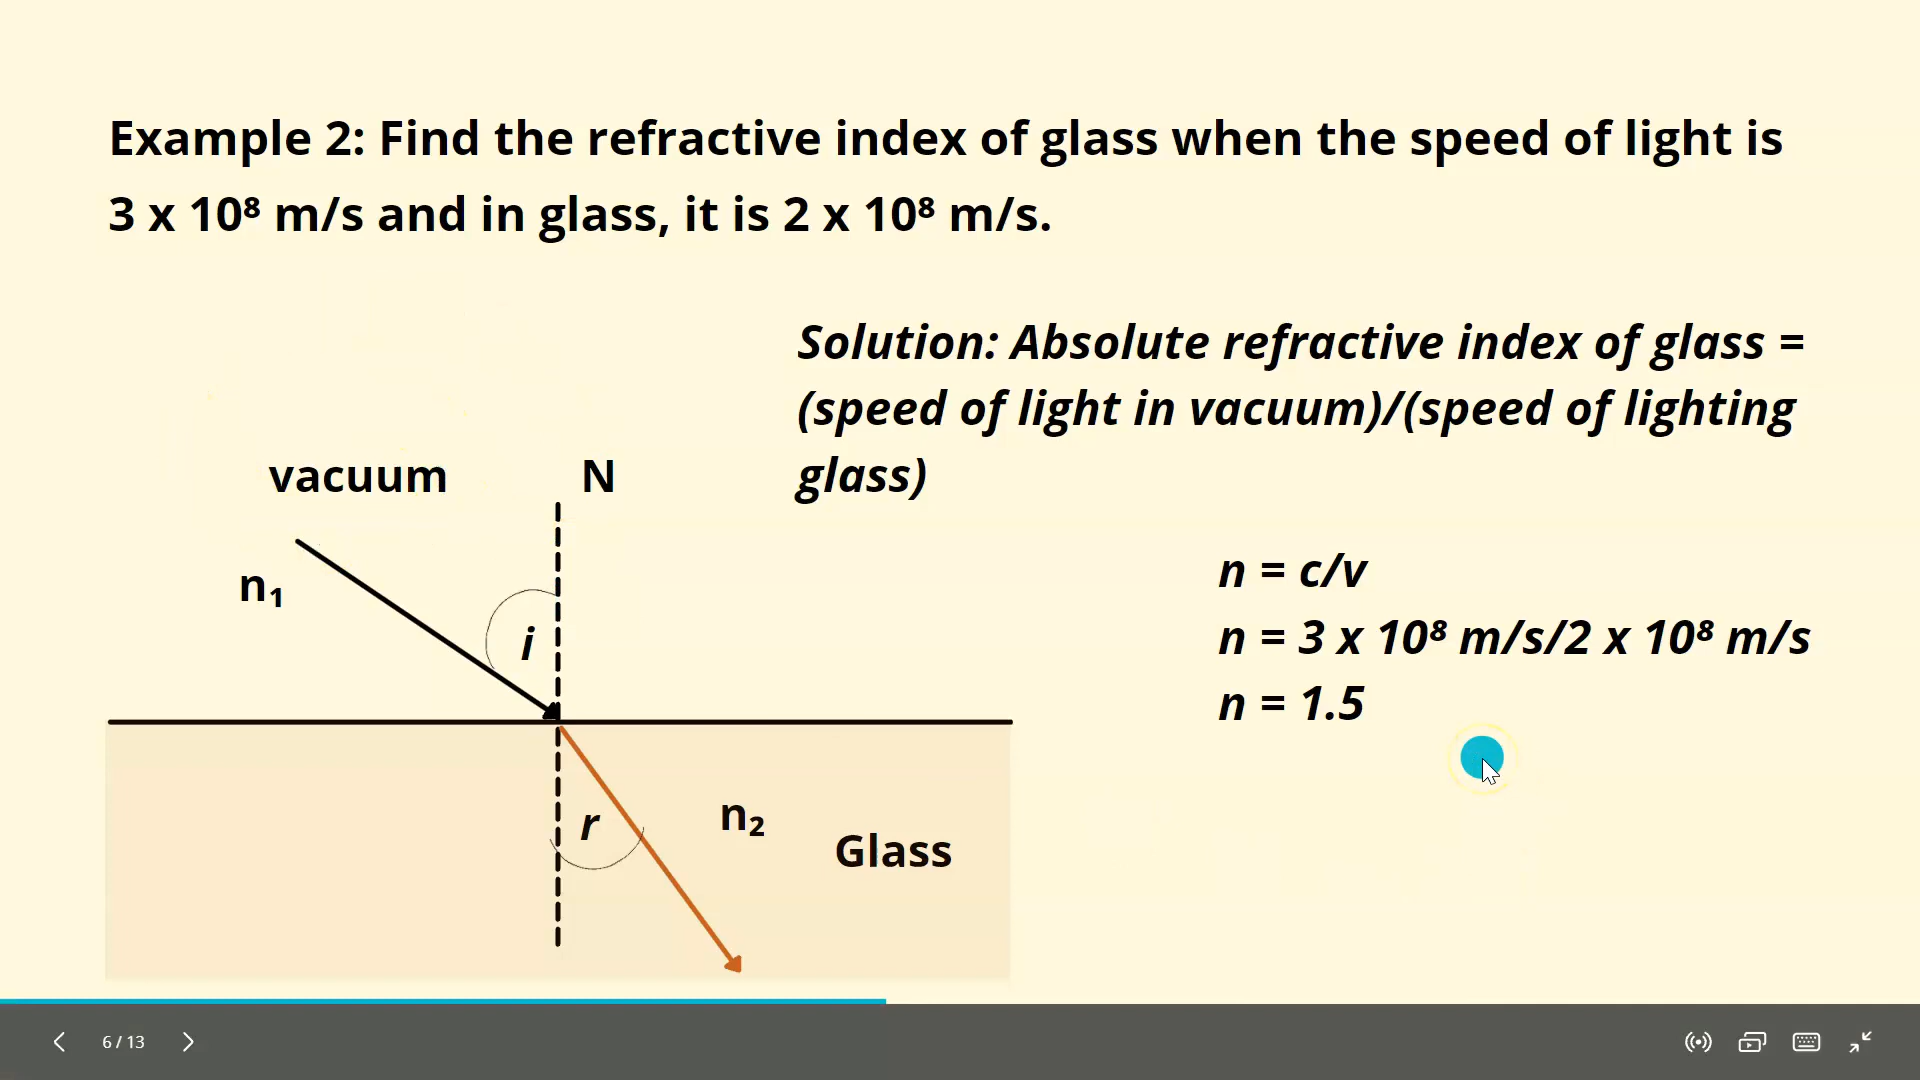 Example 2: Find the refractive index of glass when the speed of light is
3 x 10⁸ m/s and in glass, it is 2 x 10⁸ m/s.
Solution: Absolute refractive index of glass =
(speed of light in vacuum)/(speed of lighting
glass)
vacuum
N
n₁
i
n = c/v
n = 3 x 10⁸ m/s/2 x 10⁸ m/s
n = 1.5
r
n₂
Glass
6 / 13